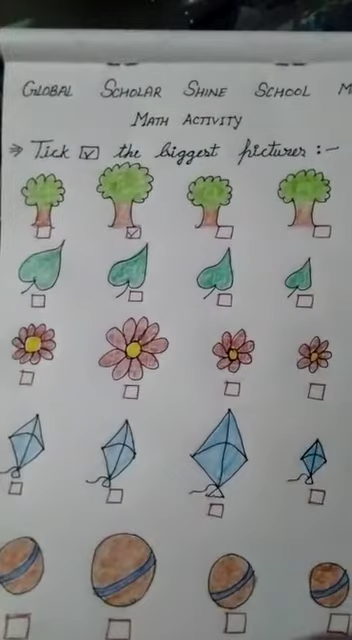 GLOBAL SCHOLAR SHINE SCHOOL M
MATH ACTIVITY
⇒ Tick ☑ the biggest pictures :-